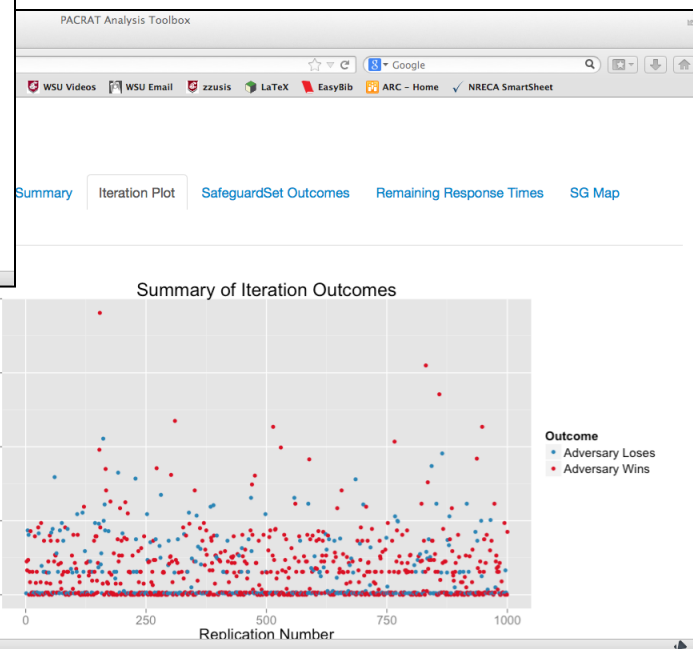 PACRAT Analysis Toolbox
Google
WSU Videos WSU Email zzusis LaTeX EasyBib ARC - Home NRECA SmartSheet
Summary Iteration Plot SafeguardSet Outcomes Remaining Response Times SG Map
Summary of Iteration Outcomes
Outcome
Adversary Loses
Adversary Wins
0 250 500 750 1000
Replication Number